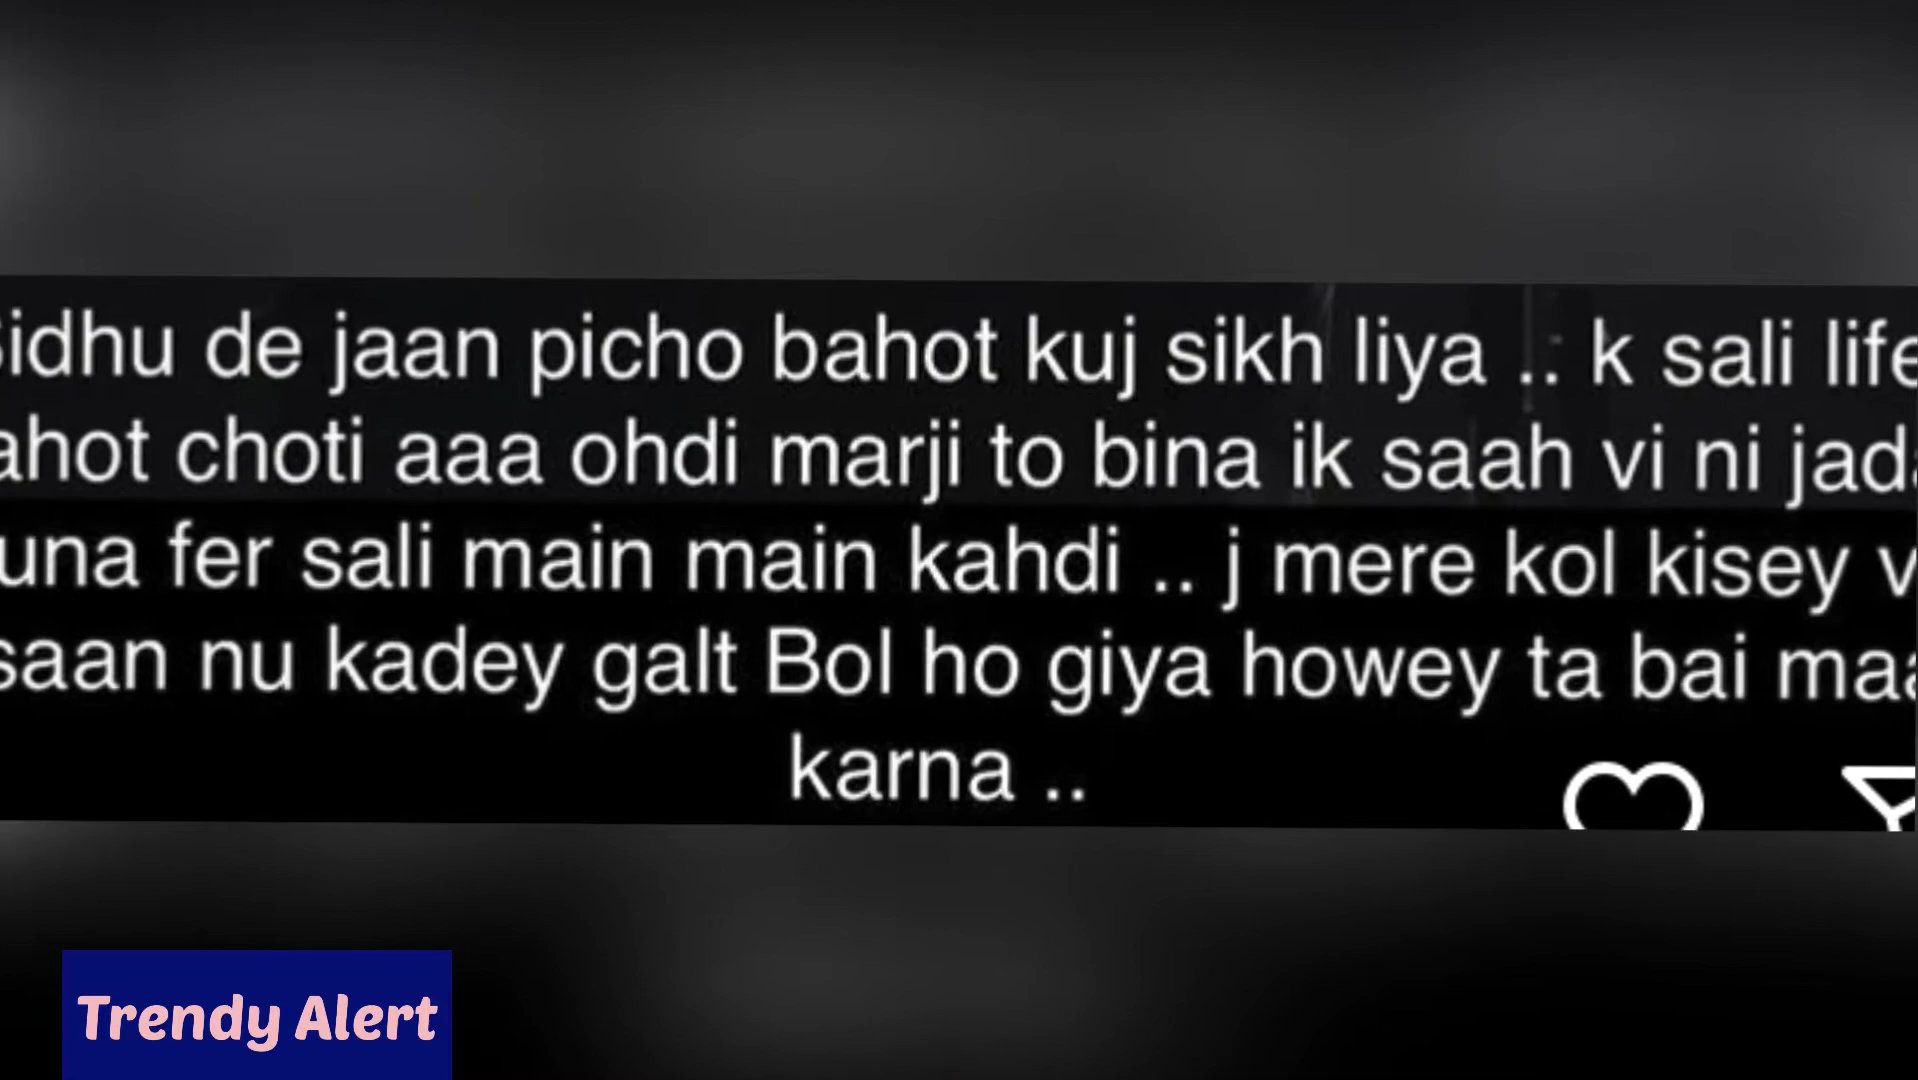 Sidhu de jaan picho bahot kuj sikh liya .. k sali life
ahot choti aaa ohdi marji to bina ik saah vi ni jada
una fer sali main main kahdi .. j mere kol kisey v
saan nu kadey galt Bol ho giya howey ta bai maa
karna ..
Trendy Alert